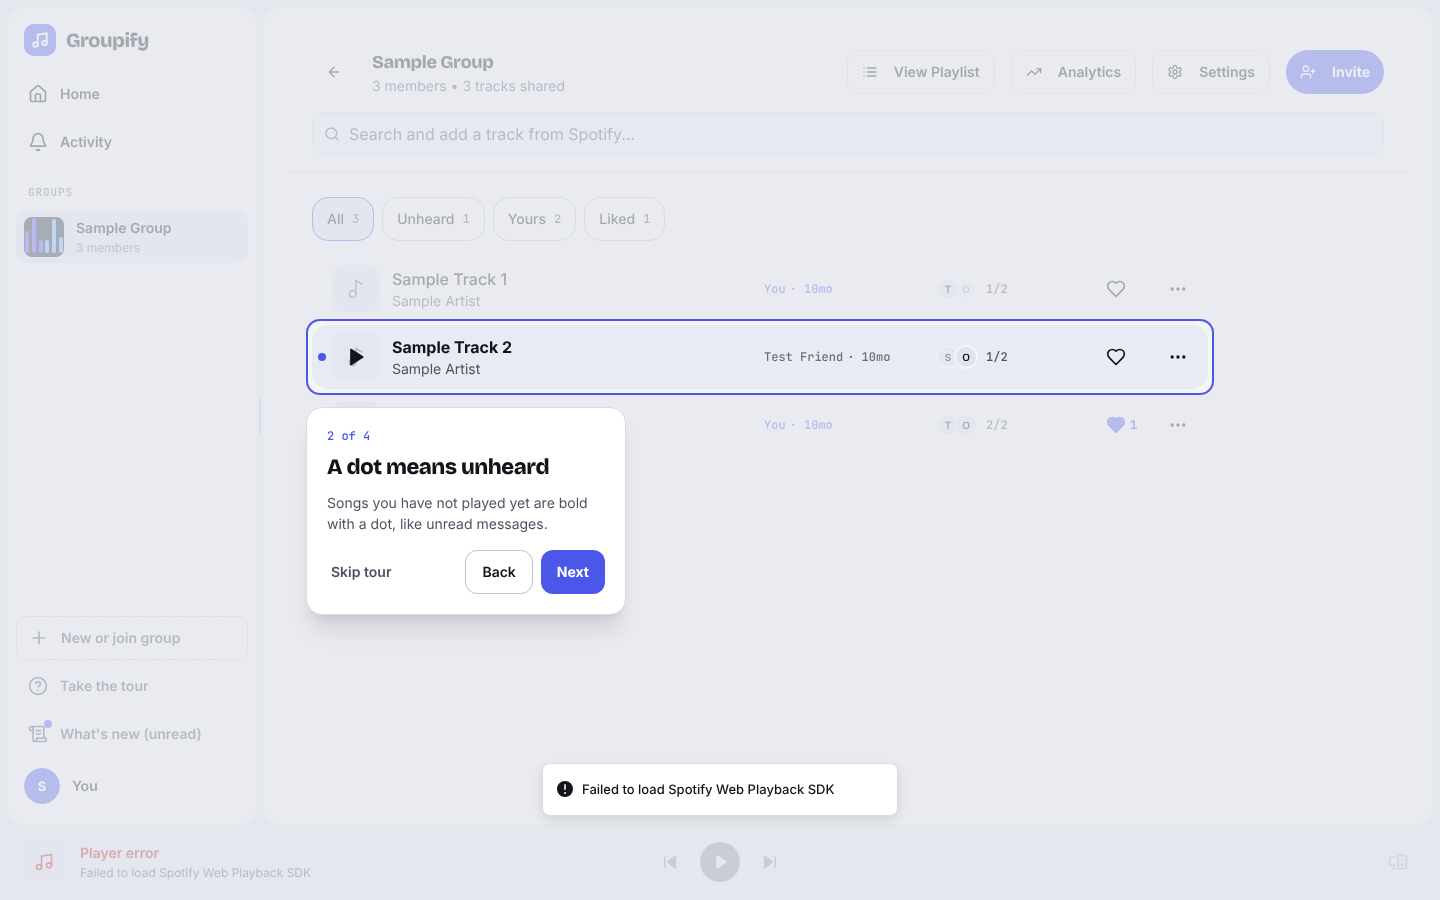 Groupify
Home
Activity
GROUPS
Sample Group
3 members
New or join group
Take the tour
What's new (unread)
S
You
Sample Group
3 members • 3 tracks shared
View Playlist
Analytics
Settings
Invite
Search and add a track from Spotify...
All 3
Unheard 1
Yours 2
Liked 1
Sample Track 1
Sample Artist
You · 10mo
T O 1/2
Sample Track 2
Sample Artist
Test Friend · 10mo
S O 1/2
You · 10mo
T O 2/2
1
2 of 4
A dot means unheard
Songs you have not played yet are bold
with a dot, like unread messages.
Skip tour
Back
Next
Failed to load Spotify Web Playback SDK
Player error
Failed to load Spotify Web Playback SDK